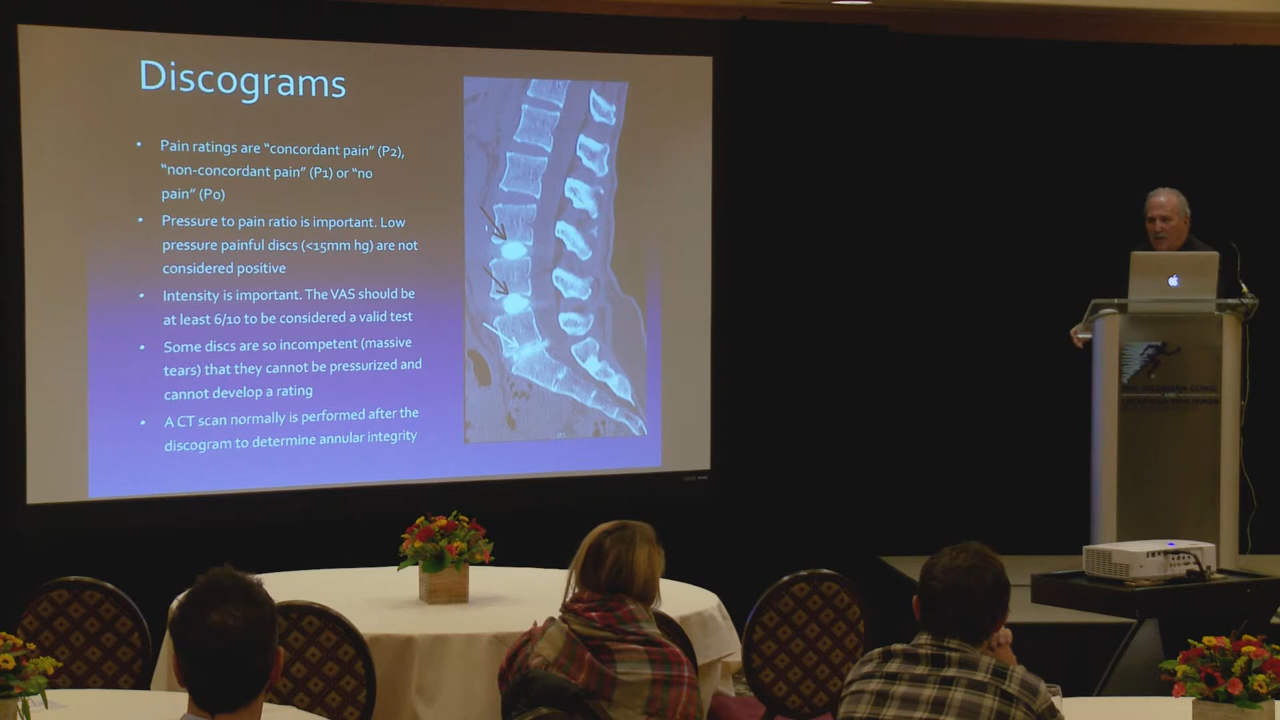 Discograms
• Pain ratings are “concordant pain” (P2),
“non-concordant pain” (P1) or “no
pain” (P0)
• Pressure to pain ratio is important. Low
pressure painful discs (<15mm hg) are not
considered positive
• Intensity is important. The VAS should be
at least 6/10 to be considered a valid test
• Some discs are so incompetent (massive
tears) that they cannot be pressurized and
cannot develop a rating
• A CT scan normally is performed after the
discogram to determine annular integrity